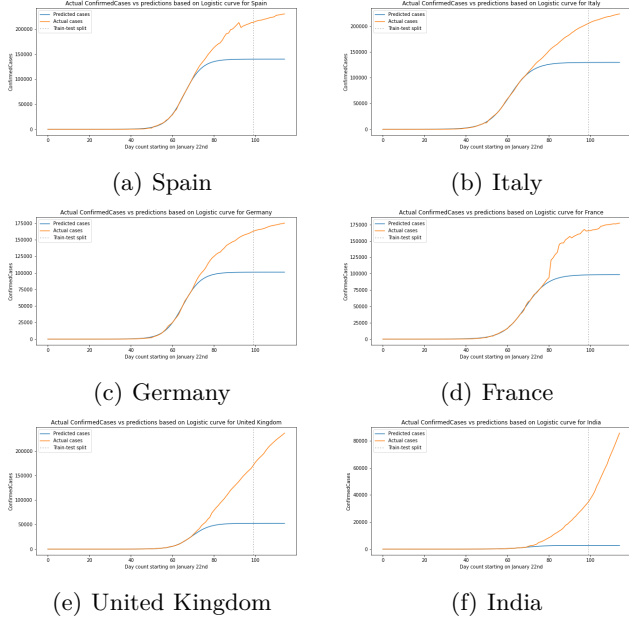 Actual ConfirmedCases vs predictions based on Logistic curve for Spain
Predicted cases
Actual cases
Train-test split
ConfirmedCases
200000
150000
100000
50000
0
0 20 40 60 80 100
Day count starting on January 22nd
(a) Spain
Actual ConfirmedCases vs predictions based on Logistic curve for Italy
Predicted cases
Actual cases
Train-test split
ConfirmedCases
200000
150000
100000
50000
0
0 20 40 60 80 100
Day count starting on January 22nd
(b) Italy
Actual ConfirmedCases vs predictions based on Logistic curve for Germany
Predicted cases
Actual cases
Train-test split
ConfirmedCases
175000
150000
125000
100000
75000
50000
25000
0
0 20 40 60 80 100
Day count starting on January 22nd
(c) Germany
Actual ConfirmedCases vs predictions based on Logistic curve for France
Predicted cases
Actual cases
Train-test split
ConfirmedCases
175000
150000
125000
100000
75000
50000
25000
0
0 20 40 60 80 100
Day count starting on January 22nd
(d) France
Actual ConfirmedCases vs predictions based on Logistic curve for United Kingdom
Predicted cases
Actual cases
Train-test split
ConfirmedCases
200000
150000
100000
50000
0
0 20 40 60 80 100
Day count starting on January 22nd
(e) United Kingdom
Actual ConfirmedCases vs predictions based on Logistic curve for India
Predicted cases
Actual cases
Train-test split
ConfirmedCases
80000
60000
40000
20000
0
0 20 40 60 80 100
Day count starting on January 22nd
(f) India